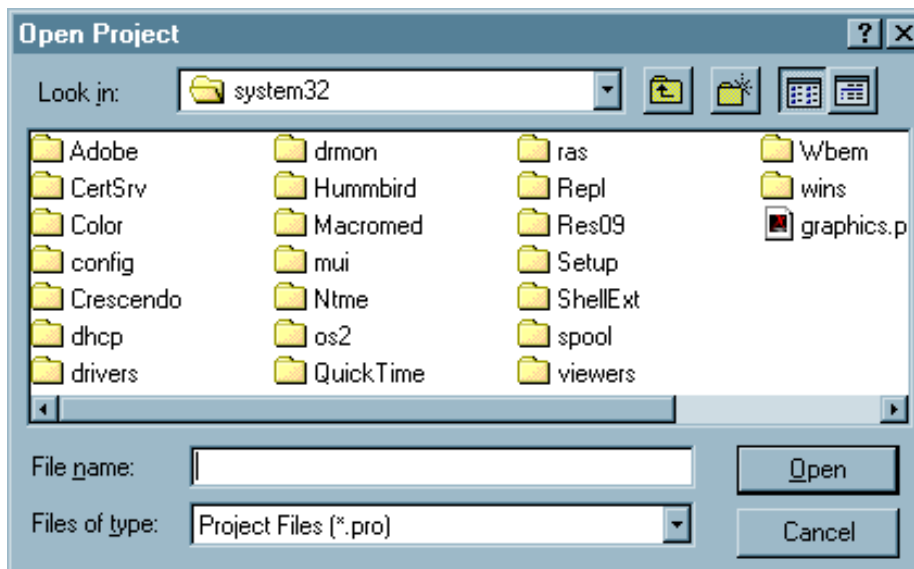 Open Project
Look in: system32
Adobe drmon ras Wbem
CertSrv Hummbird Repl wins
Color Macromed Res09 graphics.p
config mui Setup
Crescendo Ntme ShellExt
dhcp os2 spool
drivers QuickTime viewers
File name: Open
Files of type: Project Files (*.pro) Cancel